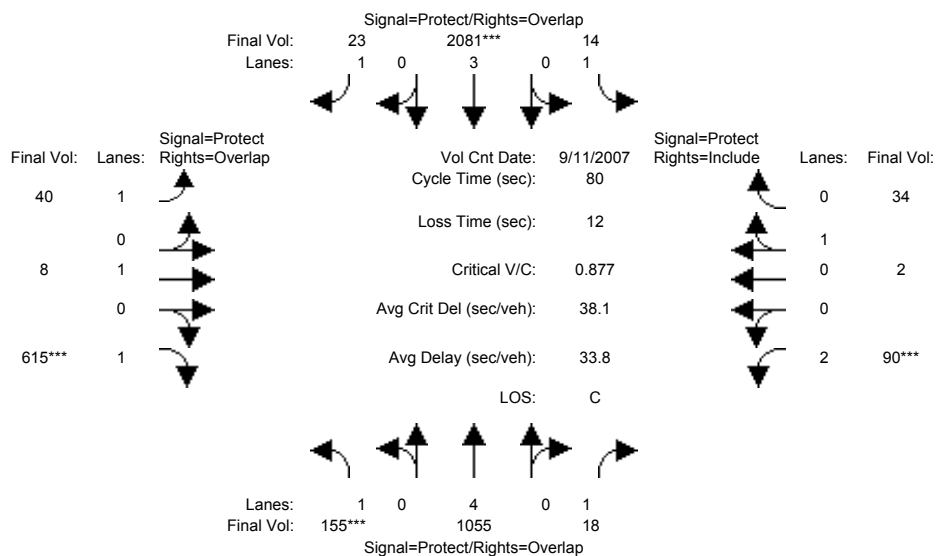 Signal=Protect/Rights=Overlap
Final Vol: 23 2081*** 14
Lanes: 1 0 3 0 1
Signal=Protect
Rights=Overlap
Signal=Protect
Rights=Include
Final Vol: Lanes:
Vol Cnt Date: 9/11/2007
Lanes: Final Vol:
Cycle Time (sec): 80
40 1
0 34
Loss Time (sec): 12
0
1
8 1
Critical V/C: 0.877
0 2
0
Avg Crit Del (sec/veh): 38.1
0
615*** 1
Avg Delay (sec/veh): 33.8
2 90***
LOS: C
Lanes: 1 0 4 0 1
Final Vol: 155*** 1055 18
Signal=Protect/Rights=Overlap